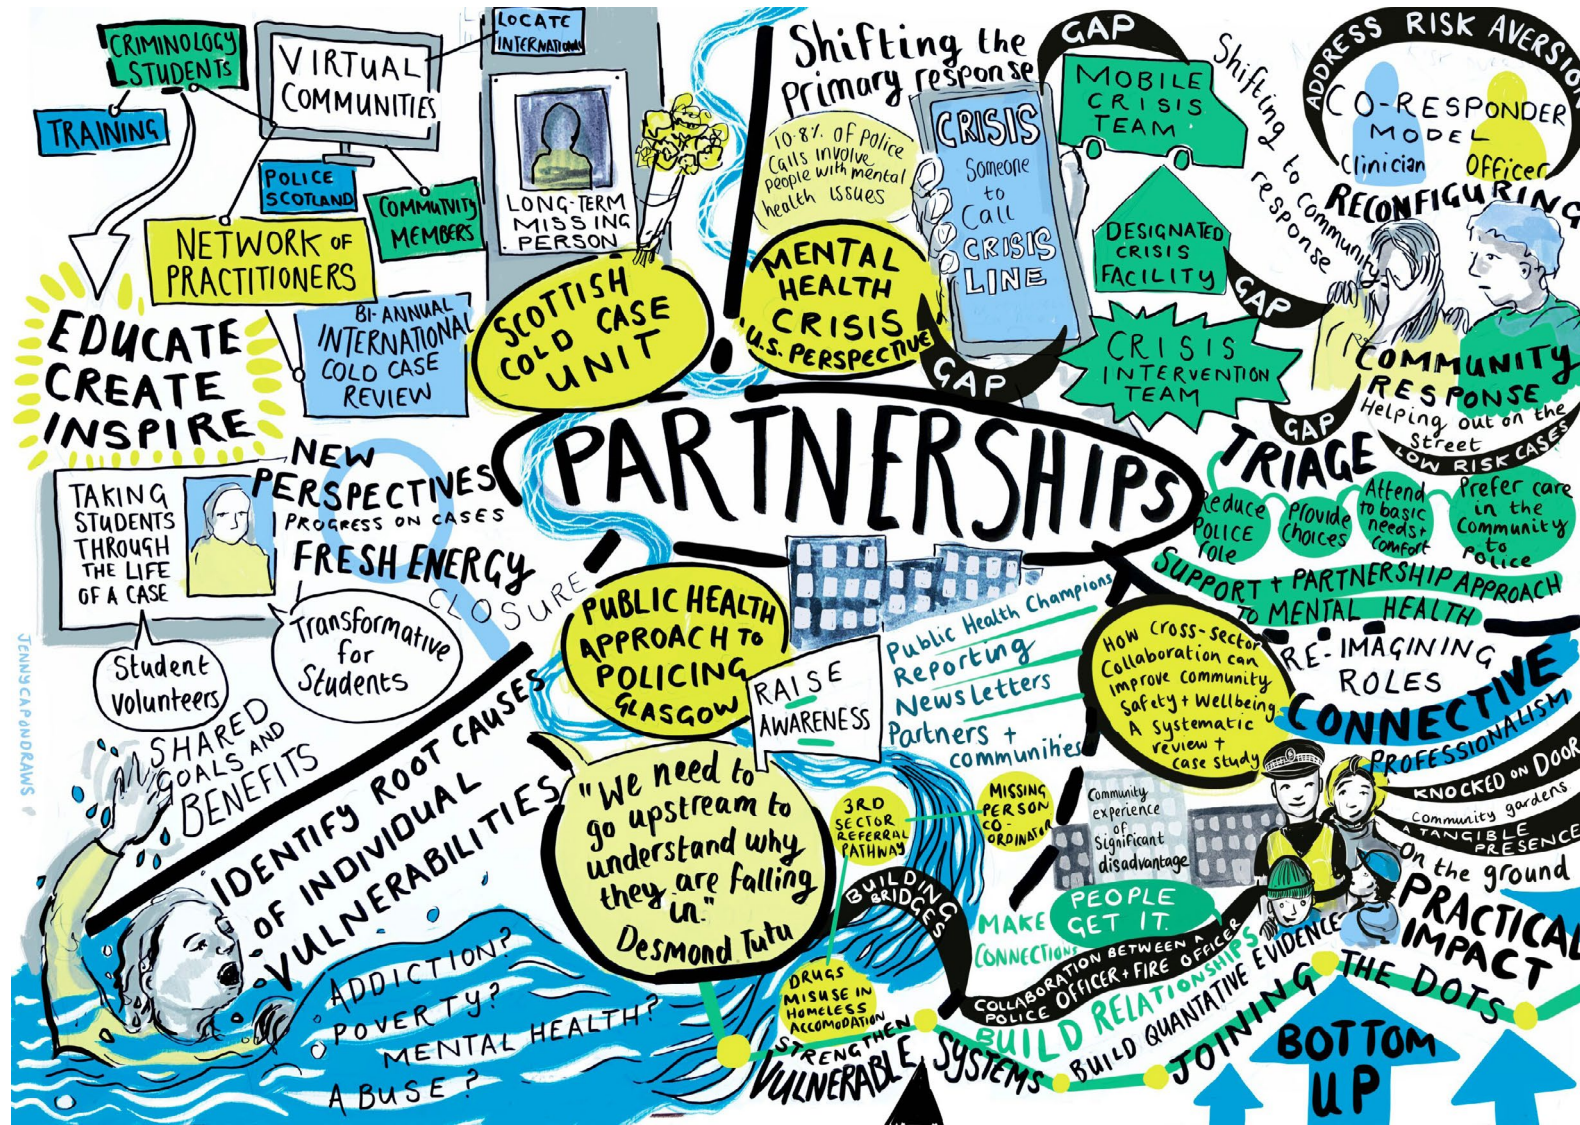 CRIMINOLOGY
STUDENTS
TRAINING
VIRTUAL
COMMUNITIES
LOCATE
INTERNATIONAL
POLICE
SCOTLAND
COMMUTVITY
MEMBERS
NETWORK OF
PRACTITIONERS
BI-ANNUAL
INTERNATIONAL
COLD CASE
REVIEW
EDUCATE
CREATE
INSPIRE
LONG-TERM
MISSING
PERSON
SCOTTISH
COLD CASE
UNIT
NEW
PERSPECTIVES
PROGRESS ON CASES
FRESH ENERGY
CLOSURE
TAKING
STUDENTS
THROUGH
THE LIFE
OF A CASE
Student
Volunteers
Transformative
for
Students
JENNYCAPONDRAWS
Shifting the
primary response
10-8% of police
calls involve
people with mental
health issues
MENTAL
HEALTH
CRISIS
U.S. PERSPECTIVE
CRISIS
Someone
to
Call
CRISIS
LINE
GAP
GAP
MOBILE
CRISIS
TEAM
DESIGNATED
CRISIS
FACILITY
CRISIS
INTERVENTION
TEAM
GAP
GAP
Shifting to community
response
ADDRESS RISK AVERSION
CO-RESPONDER
MODEL
Clinician
Officer
RECONFIGURING
COMMUNITY
RESPONSE
Helping out on the
Street
LOW RISK CASES
TRIAGE
Reduce
POLICE
role
Provide
Choices
Attend
to basic
needs +
comfort
Prefer care
in the
Community
to
Police
SUPPORT + PARTNERSHIP APPROACH
TO MENTAL HEALTH
PARTNERSHIPS
PUBLIC HEALTH
APPROACH TO
POLICING
GLASGOW
RAISE
AWARENESS
Public Health Champions
Reporting
News Letters
Partners +
communities
How cross-sector
Collaboration can
improve community
Safety + Wellbeing
A systematic
review +
case study
RE-IMAGINING
ROLES
CONNECTIVE
PROFESSIONALISM
KNOCKED ON DOOR
Community gardens
A TANGIBLE
PRESENCE
On the ground
PRACTICAL
IMPACT
SHARED
GOALS AND
BENEFITS
IDENTIFY ROOT CAUSES
OF INDIVIDUAL
VULNERABILITIES
ADDICTION?
POVERTY?
MENTAL HEALTH?
ABUSE?
"We need to
go upstream to
understand why
they are falling
in."
Desmond Tutu
3RD
SECTOR
REFERRAL
PATHWAY
MISSING
PERSON
CO-
ORDINATOR
BUILDING
BRIDGES
DRUGS
MISUSE IN
HOMELESS
ACCOMODATION
Community
experience
of
Significant
disadvantage
MAKE
CONNECTIONS
PEOPLE
GET IT.
COLLABORATION BETWEEN A
POLICE OFFICER + FIRE OFFICER
BUILD RELATIONSHIPS
BUILD QUANTATIVE EVIDENCE
STRENGTHEN
VULNERABLE SYSTEMS
JOINING THE DOTS
BOTTOM
UP